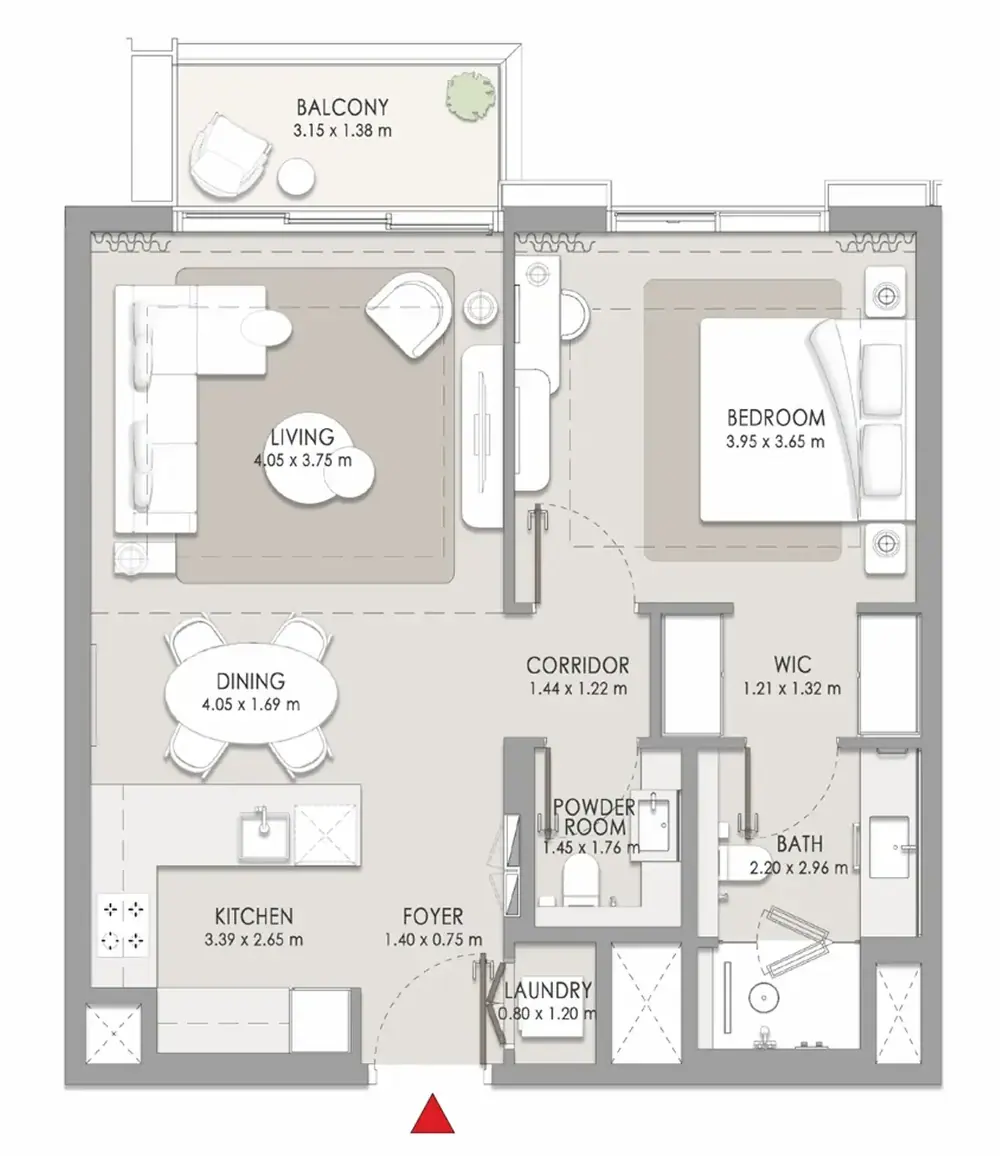 BALCONY
3.15 x 1.38 m
LIVING
4.05 x 3.75 m
BEDROOM
3.95 x 3.65 m
DINING
4.05 x 1.69 m
CORRIDOR
1.44 x 1.22 m
WIC
1.21 x 1.32 m
POWDER
ROOM
1.45 x 1.76 m
BATH
2.20 x 2.96 m
KITCHEN
3.39 x 2.65 m
FOYER
1.40 x 0.75 m
LAUNDRY
0.80 x 1.20 m